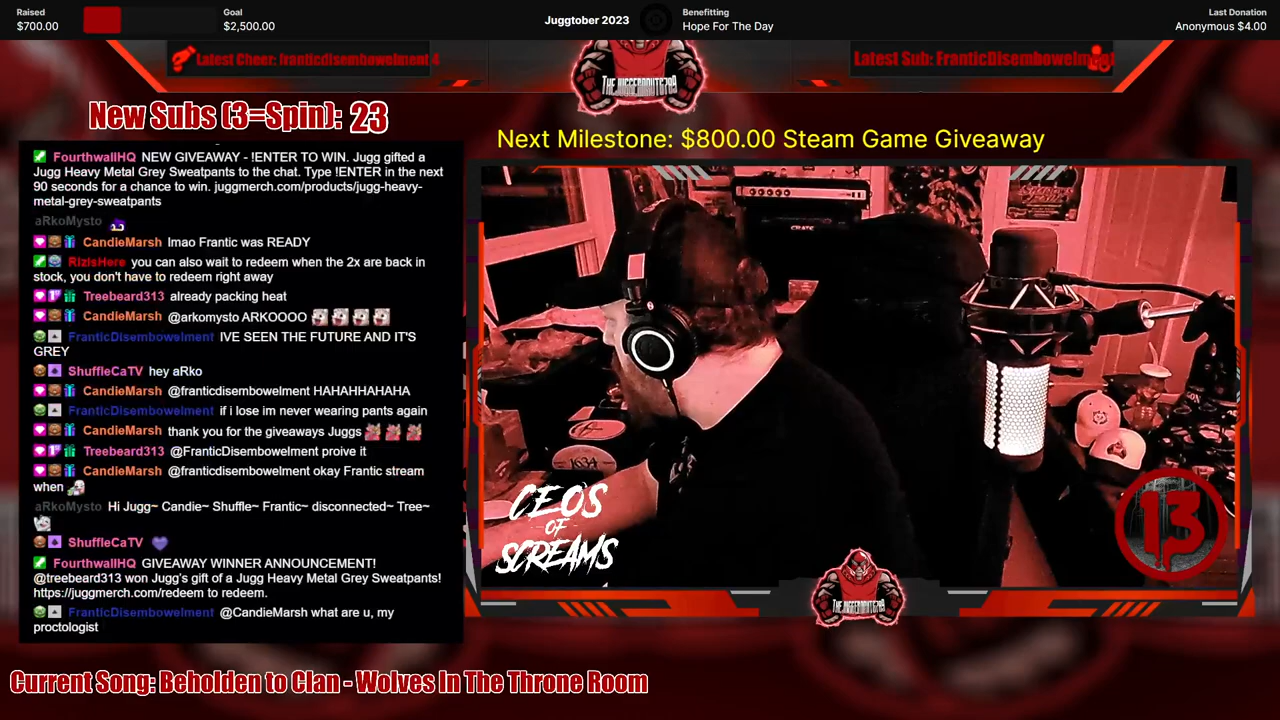 Raised
$700.00
Goal
$2,500.00
Juggtober 2023
Benefitting
Hope For The Day
Last Donation
Anonymous $4.00
Latest Cheer: franticdisembowelment 4
Latest Sub: FranticDisembowelment
THEJUGGERNAUT6789
New Subs (3=Spin): 23
Next Milestone: $800.00 Steam Game Giveaway
FourthwallHQ NEW GIVEAWAY - !ENTER TO WIN. Jugg gifted a
Jugg Heavy Metal Grey Sweatpants to the chat. Type !ENTER in the next
90 seconds for a chance to win. juggmerch.com/products/jugg-heavy-
metal-grey-sweatpants
aRkoMysto
CandieMarsh lmao Frantic was READY
RizIsHere you can also wait to redeem when the 2x are back in
stock, you don't have to redeem right away
Treebeard313 already packing heat
CandieMarsh @arkomysto ARKOOOO
FranticDisembowelment IVE SEEN THE FUTURE AND IT'S
GREY
ShuffleCaTV hey aRko
CandieMarsh @franticdisembowelment HAHAHHAHAHA
FranticDisembowelment if i lose im never wearing pants again
CandieMarsh thank you for the giveaways Juggs
Treebeard313 @FranticDisembowelment proive it
CandieMarsh @franticdisembowelment okay Frantic stream
when
aRkoMysto Hi Jugg~ Candie~ Shuffle~ Frantic~ disconnected~ Tree~
ShuffleCaTV
FourthwallHQ GIVEAWAY WINNER ANNOUNCEMENT!
@treebeard313 won Jugg's gift of a Jugg Heavy Metal Grey Sweatpants!
https://juggmerch.com/redeem to redeem.
FranticDisembowelment @CandieMarsh what are u, my
proctologist
CRATE
1634
CEOS
OF
SCREAMS
13
THEJUGGERNAUT6789
Current Song: Beholden to Clan - Wolves In The Throne Room